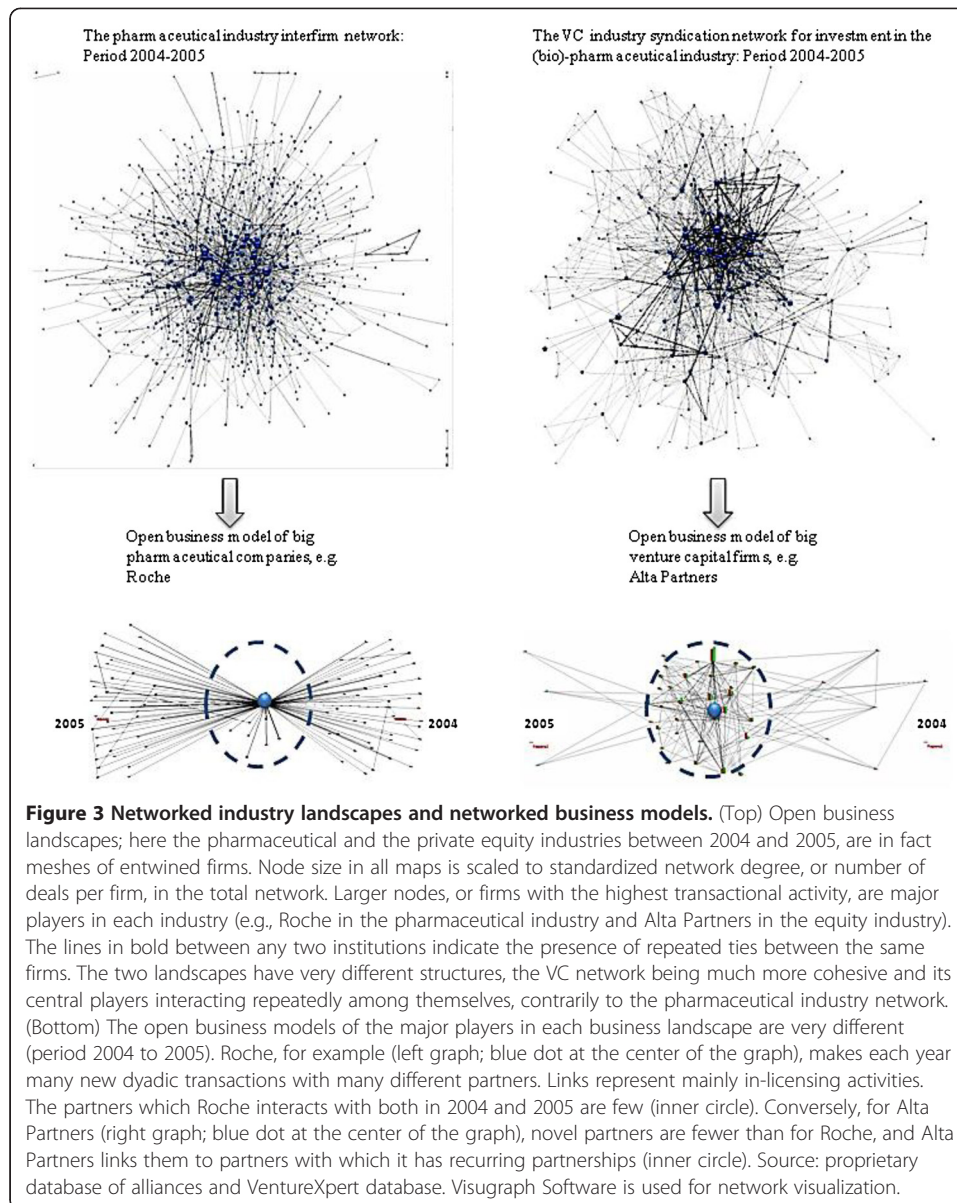 The pharmaceutical industry interfirm network:
Period 2004-2005
The VC industry syndication network for investment in the
(bio)-pharmaceutical industry: Period 2004-2005
Open business model of big
pharmaceutical companies, e.g.
Roche
Open business model of big
venture capital firms, e.g.
Alta Partners
2005
2004
2005
2004
Figure 3 Networked industry landscapes and networked business models. (Top) Open business
landscapes; here the pharmaceutical and the private equity industries between 2004 and 2005, are in fact
meshes of entwined firms. Node size in all maps is scaled to standardized network degree, or number of
deals per firm, in the total network. Larger nodes, or firms with the highest transactional activity, are major
players in each industry (e.g., Roche in the pharmaceutical industry and Alta Partners in the equity industry).
The lines in bold between any two institutions indicate the presence of repeated ties between the same
firms. The two landscapes have very different structures, the VC network being much more cohesive and its
central players interacting repeatedly among themselves, contrarily to the pharmaceutical industry network.
(Bottom) The open business models of the major players in each business landscape are very different
(period 2004 to 2005). Roche, for example (left graph; blue dot at the center of the graph), makes each year
many new dyadic transactions with many different partners. Links represent mainly in-licensing activities.
The partners which Roche interacts with both in 2004 and 2005 are few (inner circle). Conversely, for Alta
Partners (right graph; blue dot at the center of the graph), novel partners are fewer than for Roche, and Alta
Partners links them to partners with which it has recurring partnerships (inner circle). Source: proprietary
database of alliances and VentureXpert database. Visugraph Software is used for network visualization.